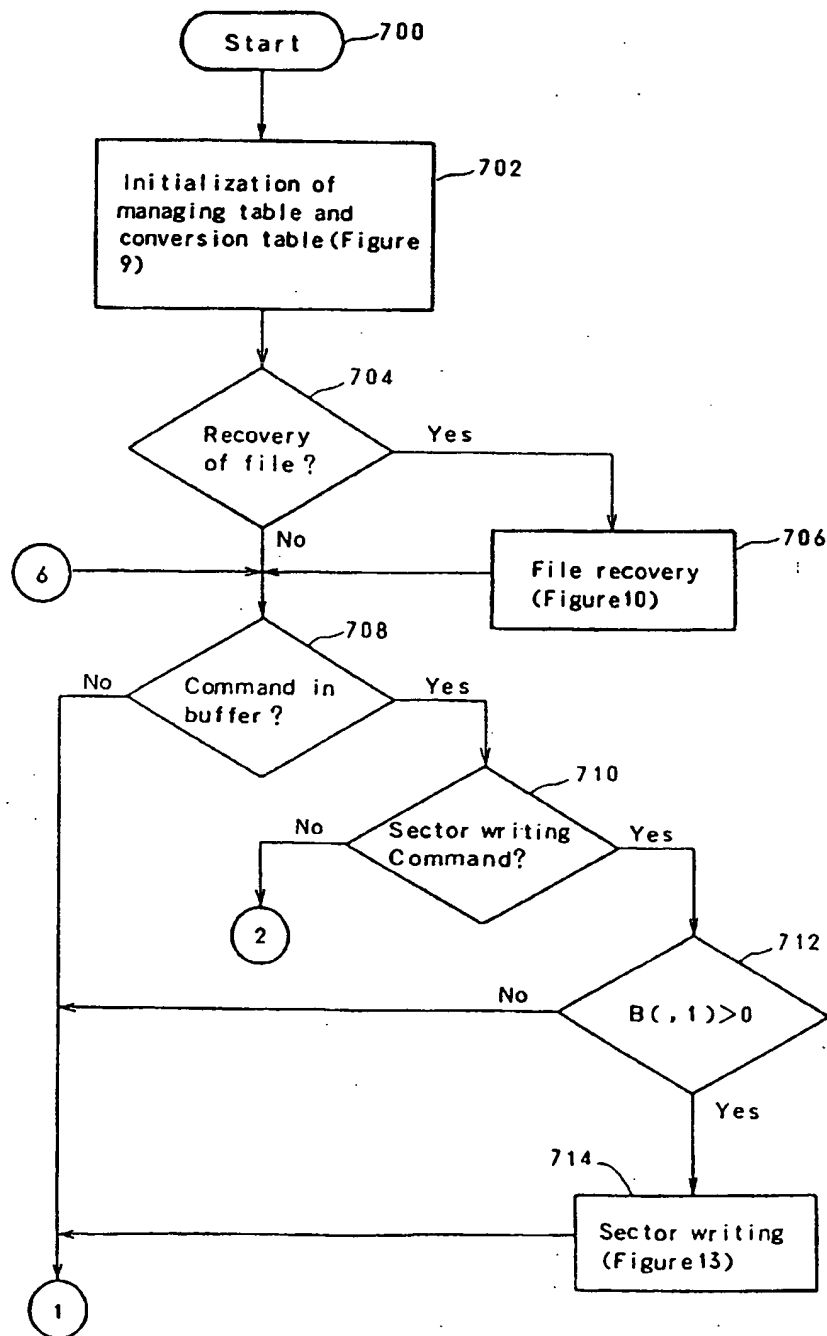 Start
700
702
Initialization of
managing table and
conversion table(Figure
9)
704
Recovery
of file?
Yes
No
706
File recovery
(Figure10)
6
708
No
Command in
buffer?
Yes
710
No
Sector writing
Command?
Yes
2
712
No
B(,1)>0
Yes
714
Sector writing
(Figure13)
1